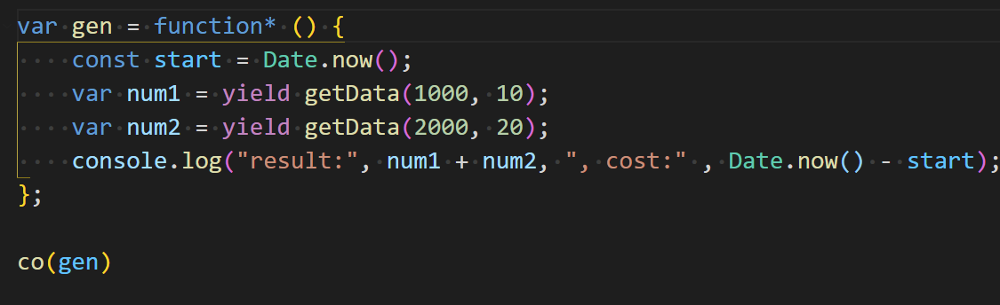 var gen = function* () {
    const start = Date.now();
    var num1 = yield getData(1000, 10);
    var num2 = yield getData(2000, 20);
    console.log("result:", num1 + num2, ", cost:" , Date.now() - start);
};
co(gen)